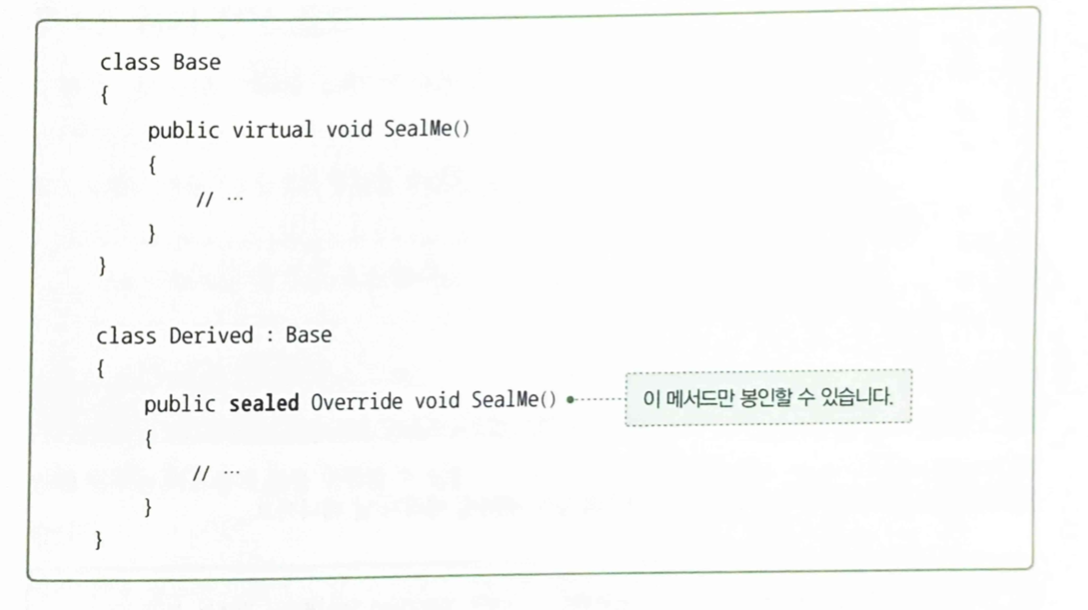 class Base
{
public virtual void SealMe()
{
// …
}
}
class Derived : Base
{
public sealed Override void SealMe()
이 메서드만 봉인할 수 있습니다.
{
// …
}
}